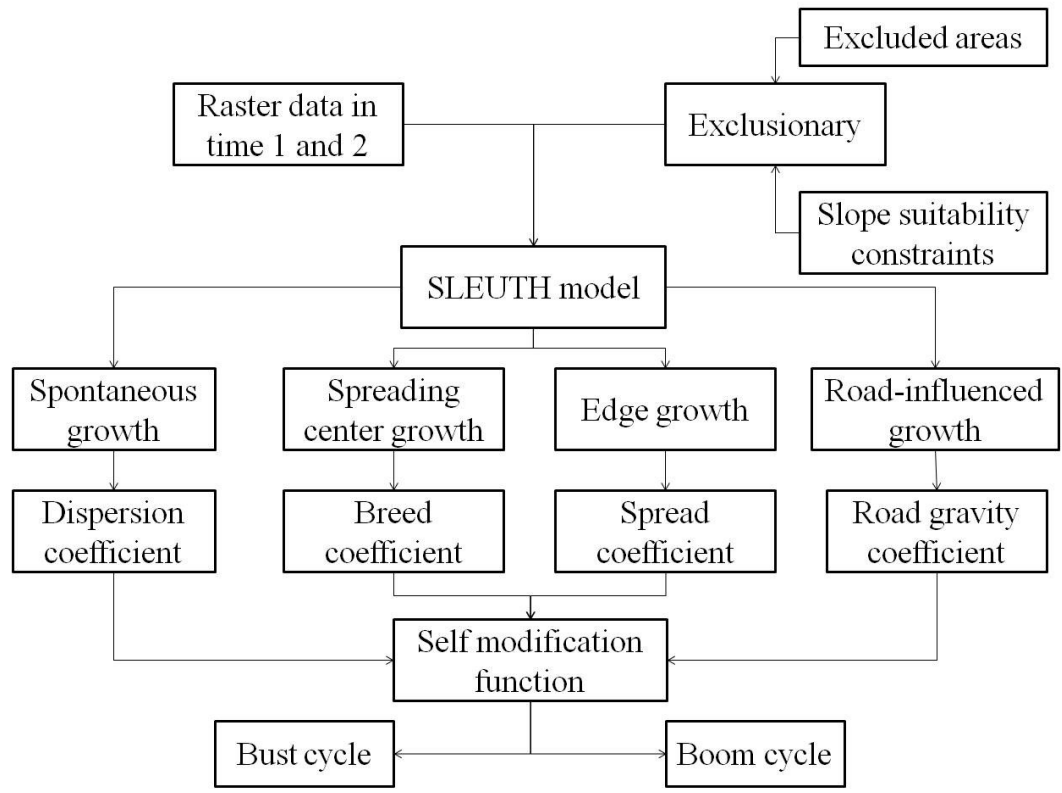 Excluded areas
Raster data in
time 1 and 2
Exclusionary
Slope suitability
constraints
SLEUTH model
Spontaneous
growth
Spreading
center growth
Edge growth
Road-influenced
growth
Dispersion
coefficient
Breed
coefficient
Spread
coefficient
Road gravity
coefficient
Self modification
function
Bust cycle
Boom cycle